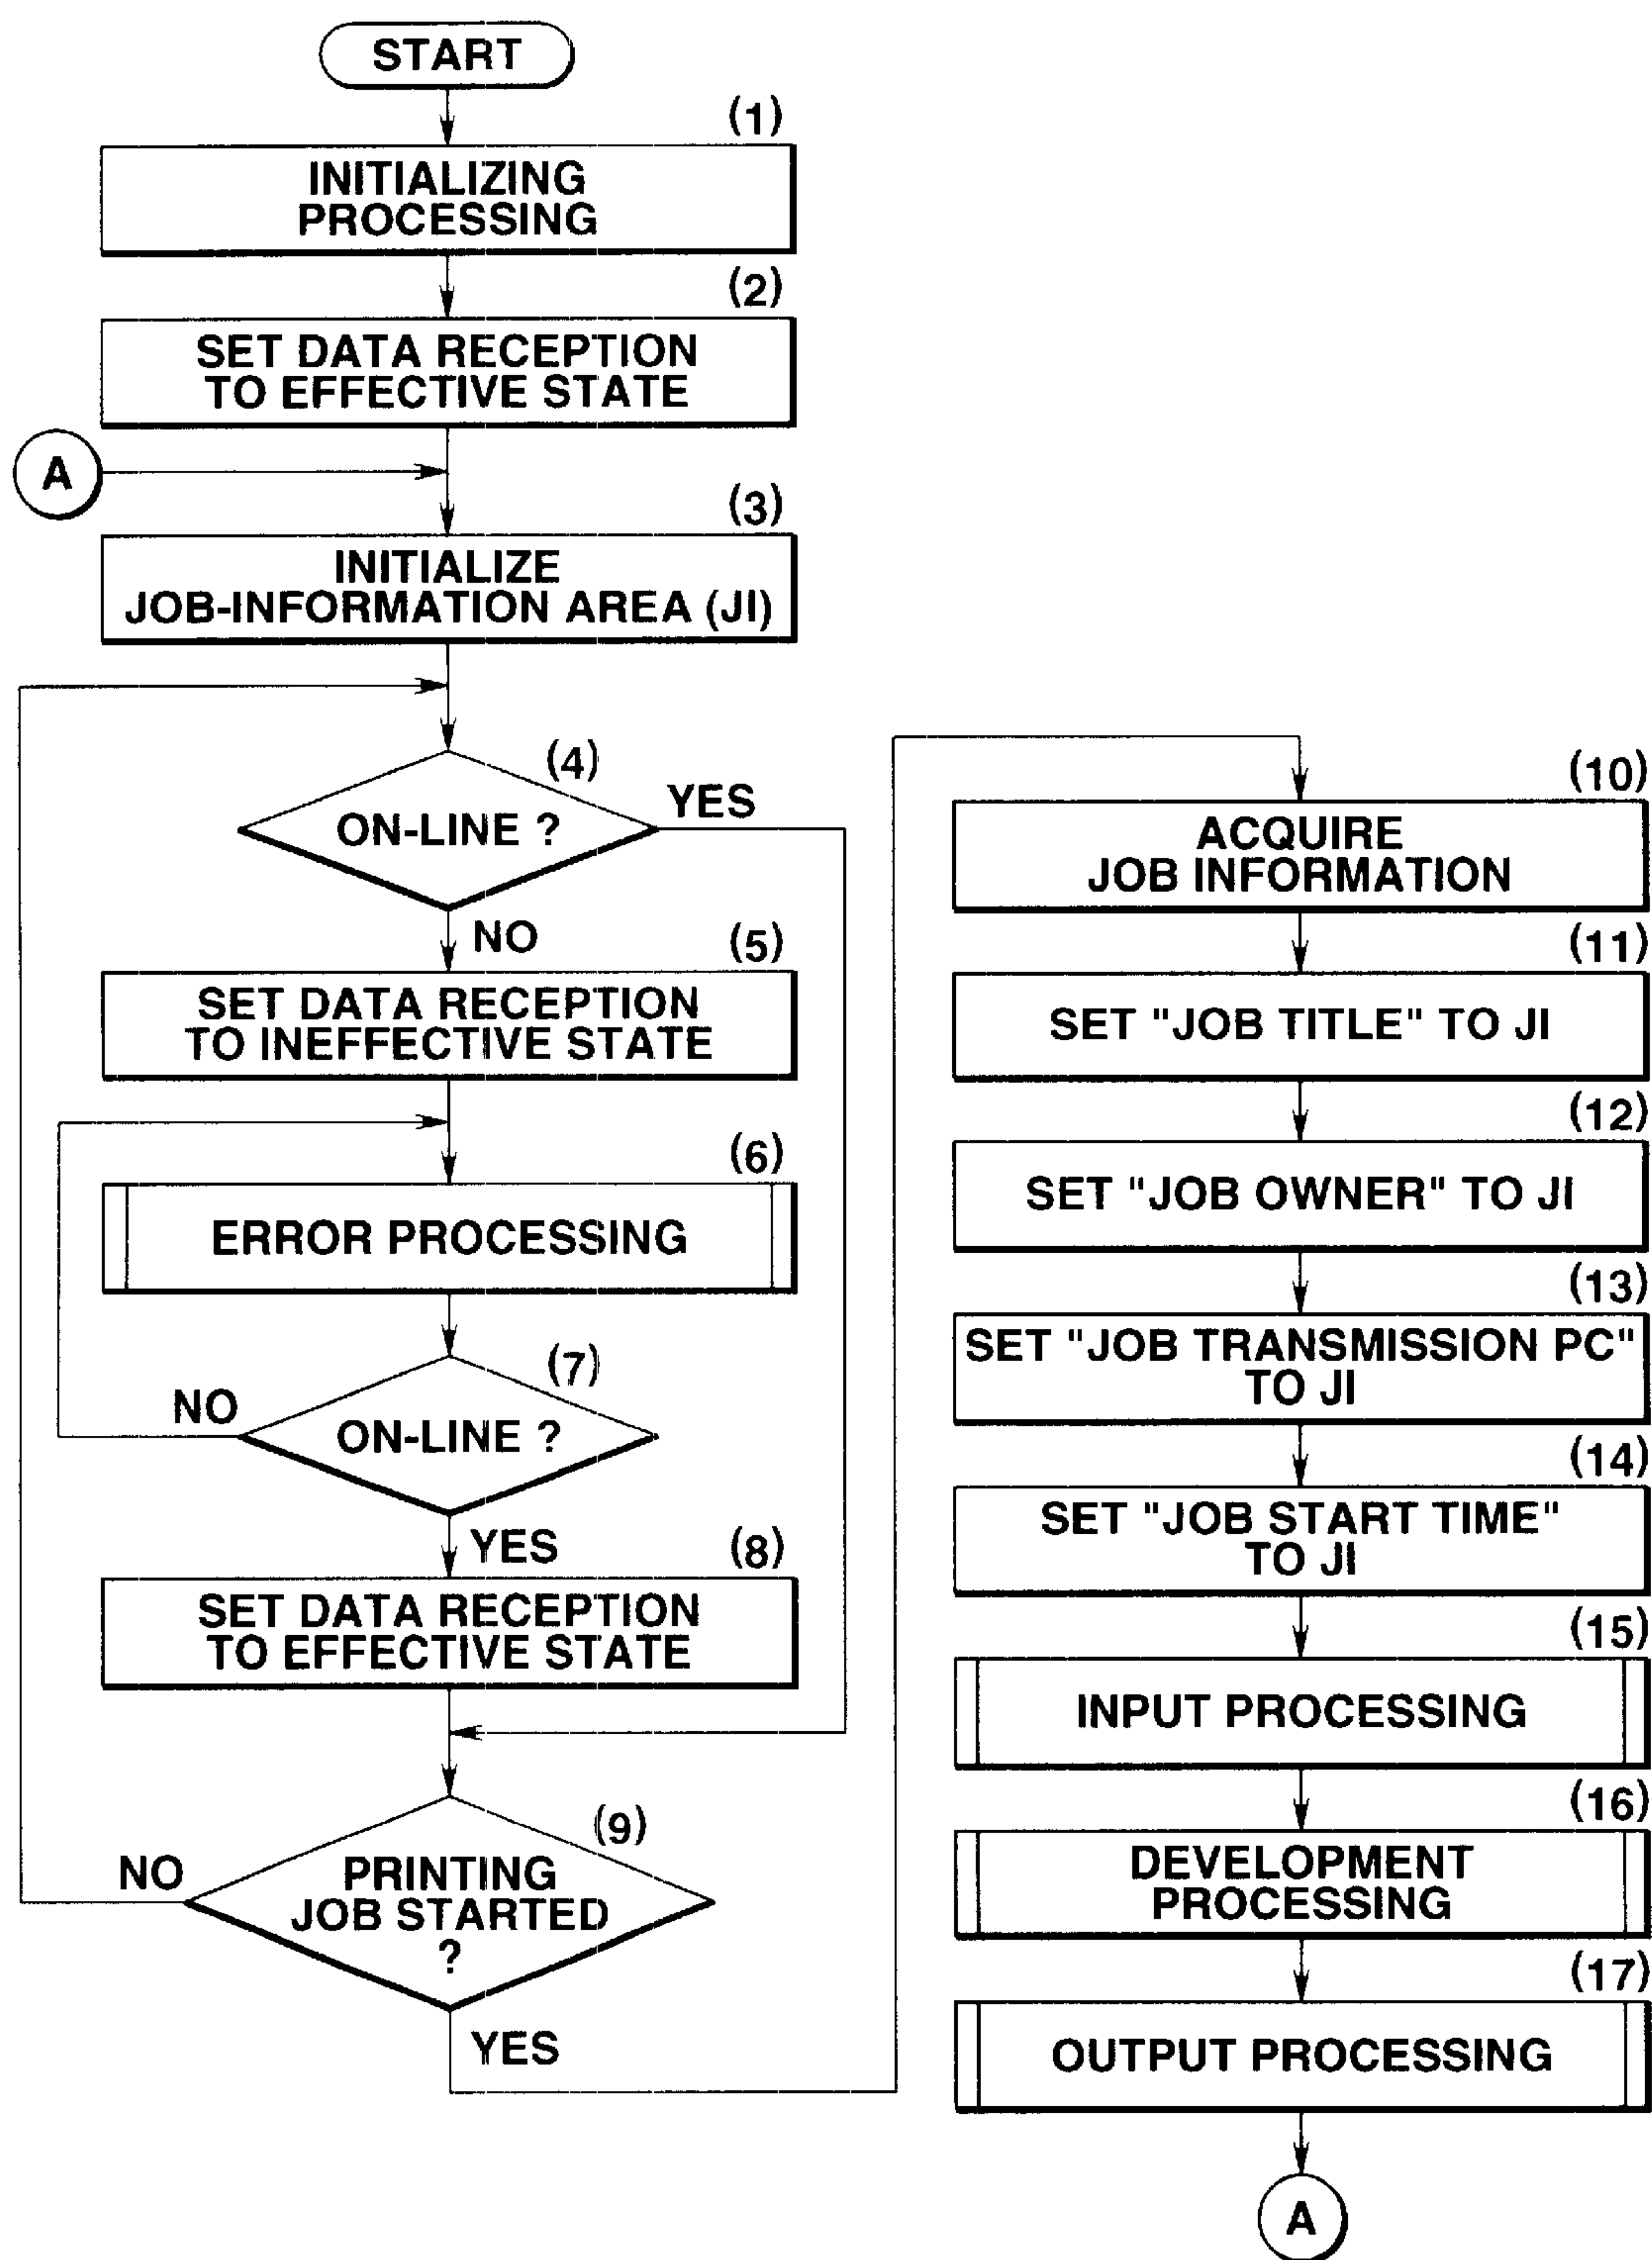 START
(1)
INITIALIZING
PROCESSING
(2)
SET DATA RECEPTION
TO EFFECTIVE STATE
A
(3)
INITIALIZE
JOB-INFORMATION AREA (JI)
(4)
ON-LINE ?
YES
NO
(5)
SET DATA RECEPTION
TO INEFFECTIVE STATE
(6)
ERROR PROCESSING
(7)
ON-LINE ?
NO
YES
(8)
SET DATA RECEPTION
TO EFFECTIVE STATE
(9)
PRINTING
JOB STARTED
?
NO
YES
(10)
ACQUIRE
JOB INFORMATION
(11)
SET "JOB TITLE" TO JI
(12)
SET "JOB OWNER" TO JI
(13)
SET "JOB TRANSMISSION PC"
TO JI
(14)
SET "JOB START TIME"
TO JI
(15)
INPUT PROCESSING
(16)
DEVELOPMENT
PROCESSING
(17)
OUTPUT PROCESSING
A